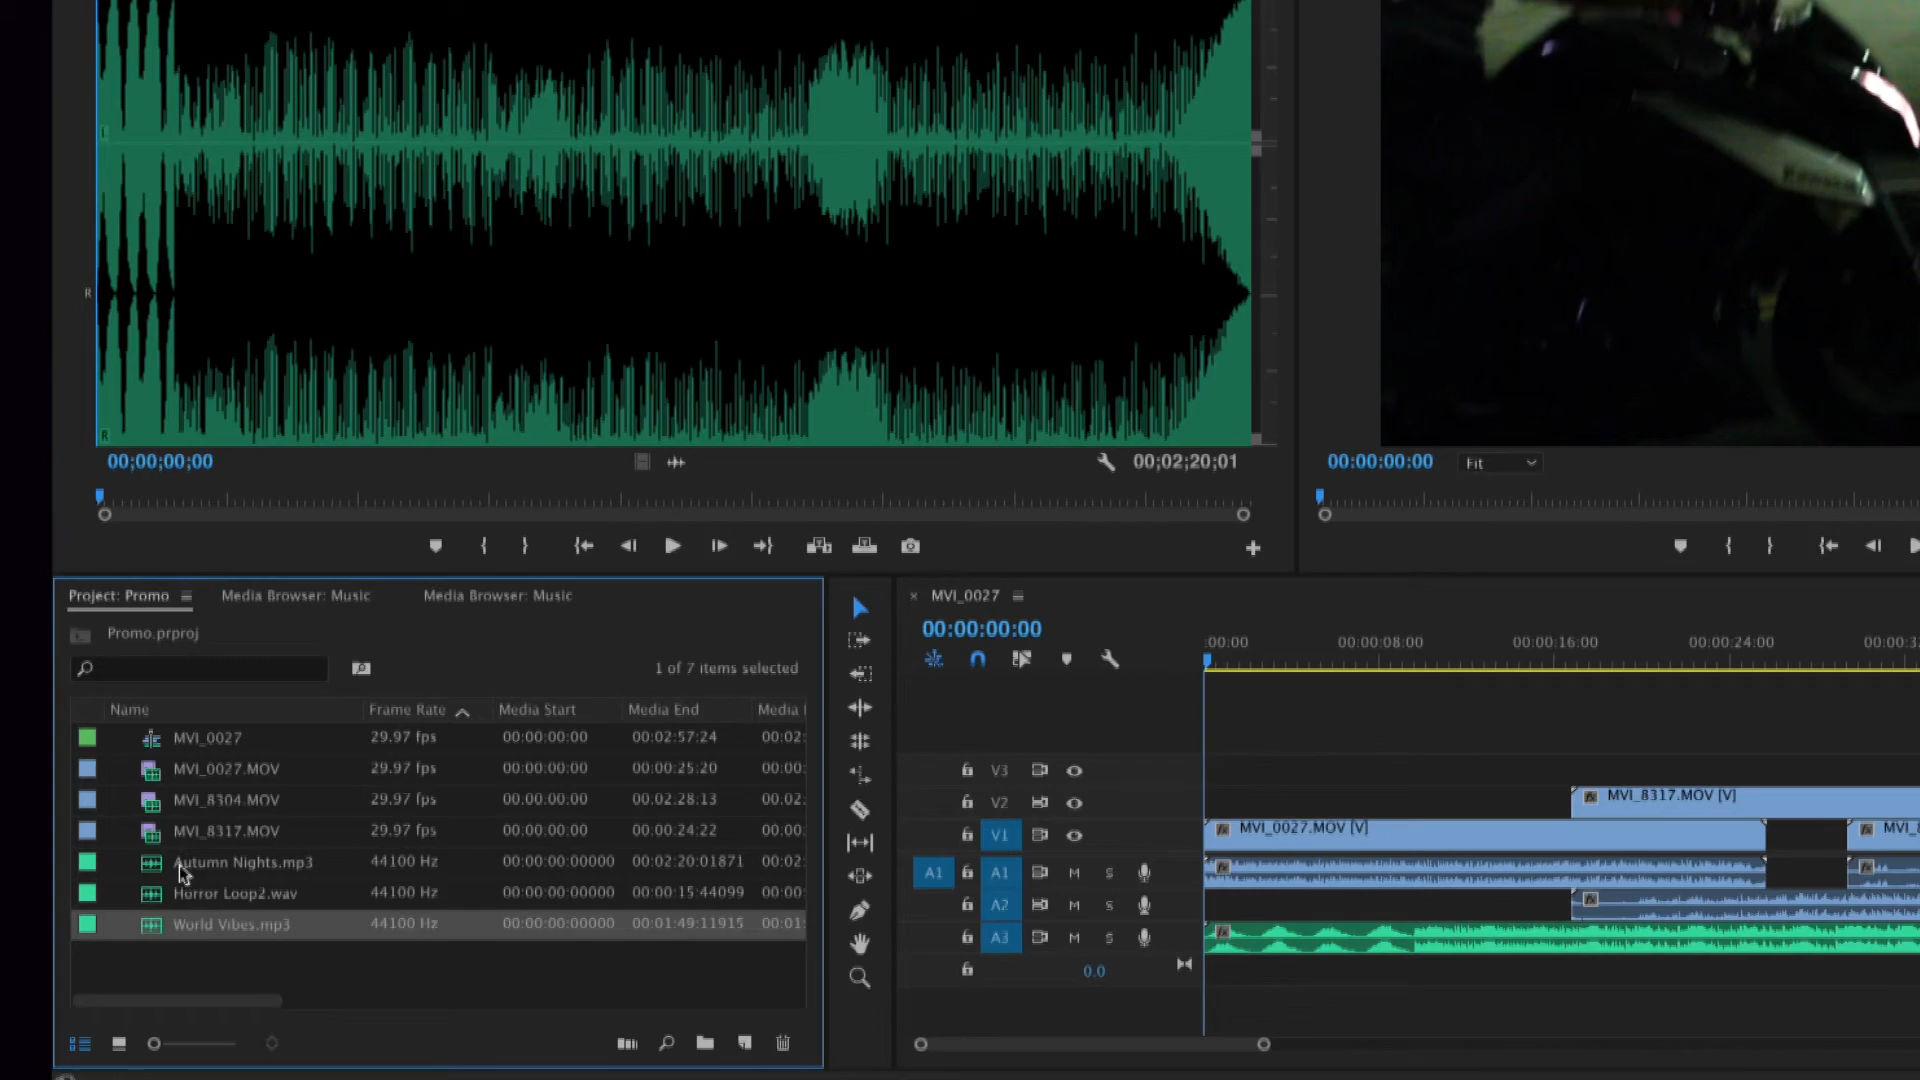 L
R
R
00;00;00;00
00;02;20;01
00:00:00:00
Fit
Project: Promo
Media Browser: Music
Media Browser: Music
Promo.prproj
1 of 7 items selected
Name Frame Rate Media Start Media End Media
MVI_0027 29.97 fps 00:00:00:00 00:02:57:24 00:02:
MVI_0027.MOV 29.97 fps 00:00:00:00 00:00:25:20 00:00:
MVI_8304.MOV 29.97 fps 00:00:00:00 00:02:28:13 00:02:
MVI_8317.MOV 29.97 fps 00:00:00:00 00:00:24:22 00:00:
Autumn Nights.mp3 44100 Hz 00:00:00:00000 00:02:20:01871 00:02:
Horror Loop2.wav 44100 Hz 00:00:00:00000 00:00:15:44099 00:00:
World Vibes.mp3 44100 Hz 00:00:00:00000 00:01:49:11915 00:01:
× MVI_0027
00:00:00:00
:00:00 00:00:08:00 00:00:16:00 00:00:24:00 00:00:3
V3
V2
fx MVI_8317.MOV [V]
V1
fx MVI_0027.MOV [V]
fx MVI_8
A1 A1 M S
fx
fx
A2 M S
fx
A3 M S
fx
0.0